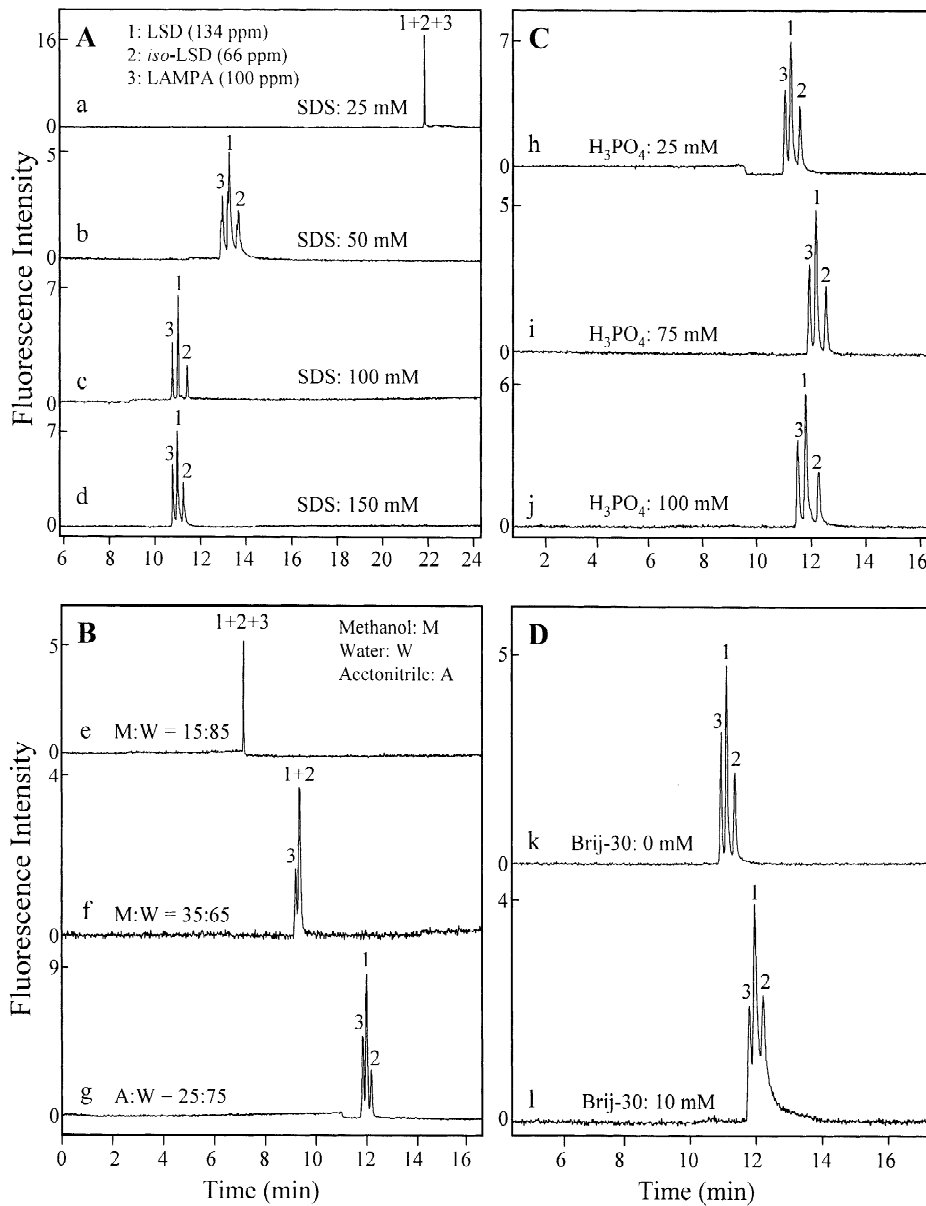 A
1: LSD (134 ppm)
2: iso-LSD (66 ppm)
3: LAMPA (100 ppm)
1+2+3
16
a
SDS: 25 mM
0
1
5
3
2
b
SDS: 50 mM
0
7
1
3
2
c
SDS: 100 mM
0
7
1
3
2
d
SDS: 150 mM
0
6 8 10 12 14 16 18 20 22 24
Fluorescence Intensity
C
7
1
3
2
h
H₃PO₄: 25 mM
0
5
1
3
2
i
H₃PO₄: 75 mM
0
6
1
3
2
j
H₃PO₄: 100 mM
0
2 4 6 8 10 12 14 16
B
1+2+3
Methanol: M
Water: W
Acctonitrilc: A
5
e
M:W = 15:85
0
4
1+2
3
f
M:W = 35:65
0
9
1
3
2
g
A:W – 25:75
0
0 2 4 6 8 10 12 14 16
Time (min)
Fluorescence Intensity
D
5
1
3
2
k
Brij-30: 0 mM
0
4
1
3
2
l
Brij-30: 10 mM
0
6 8 10 12 14 16
Time (min)